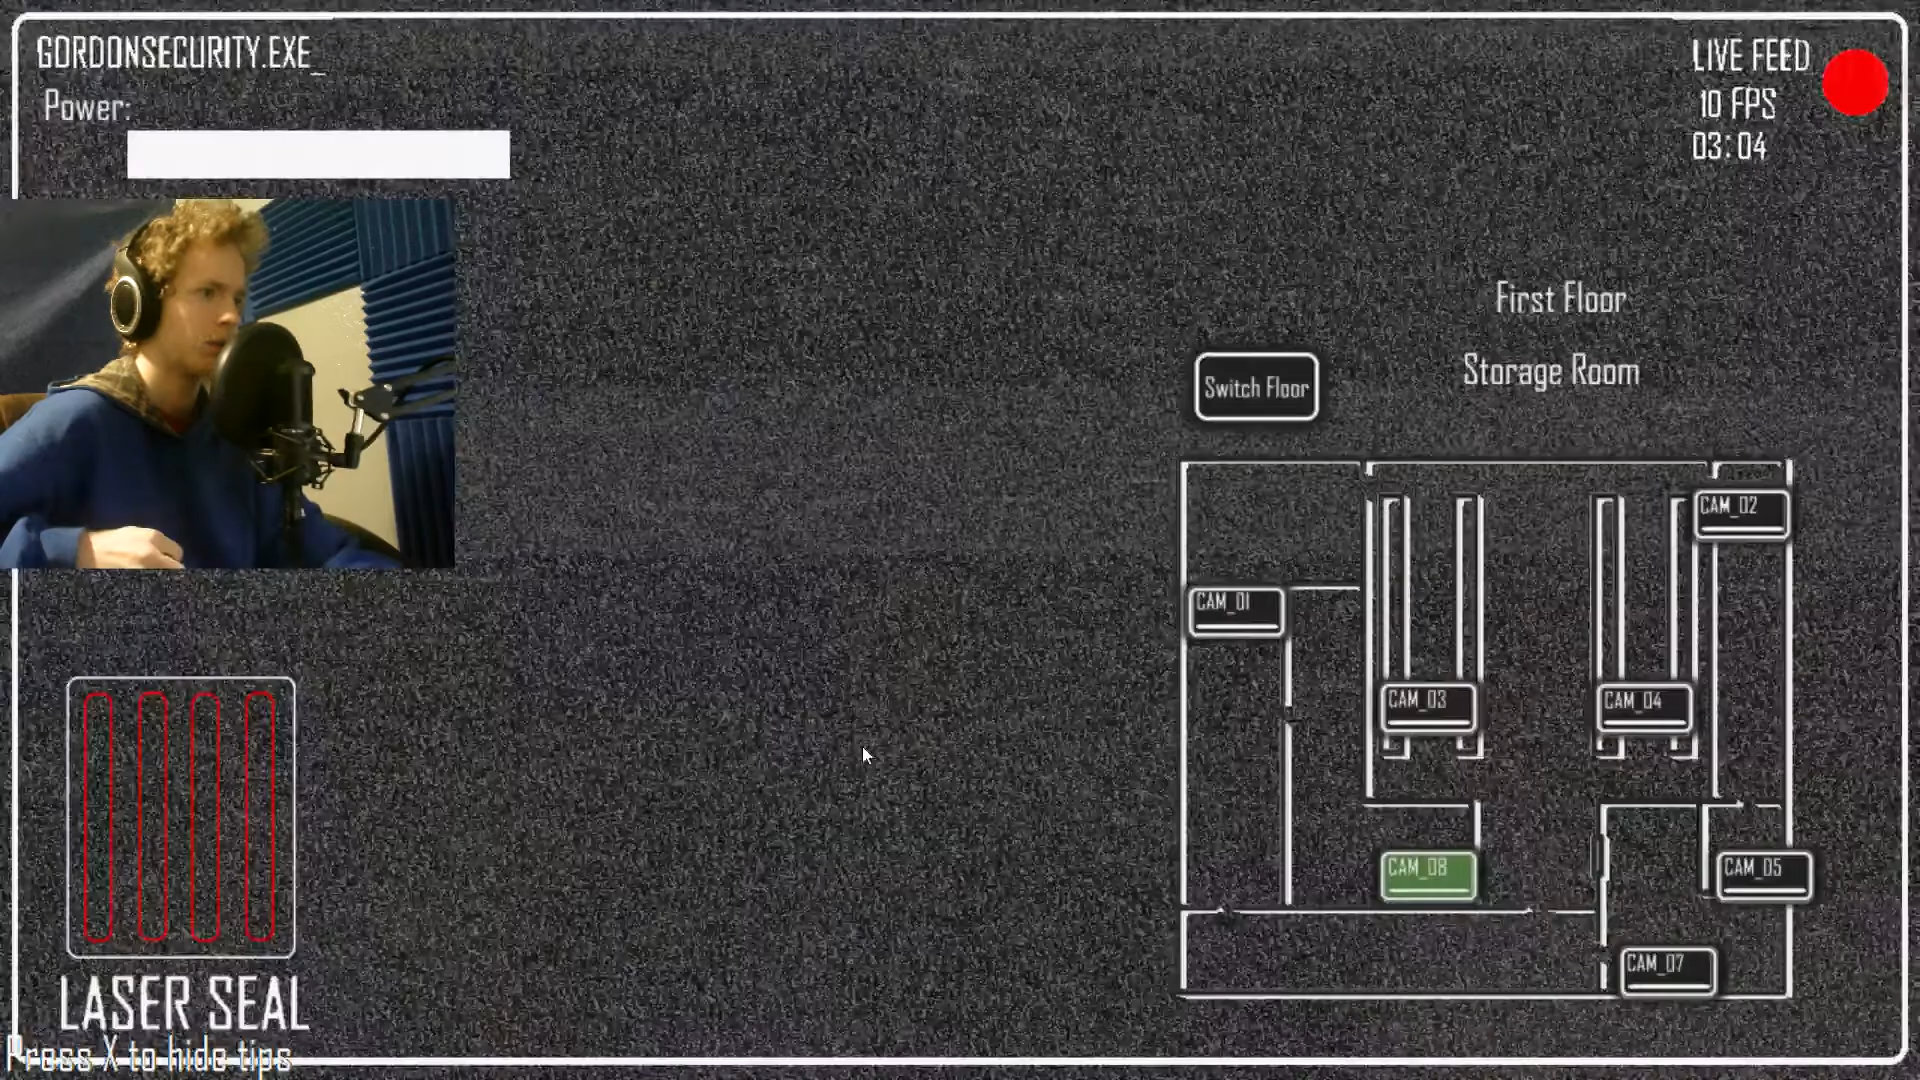 GORDONSECURITY.EXE_
Power:
LIVE FEED
10 FPS
03:04
First Floor
Switch Floor
Storage Room
CAM_02
CAM_01
CAM_03
CAM_04
CAM_08
CAM_05
CAM_07
LASER SEAL
Press X to hide tips